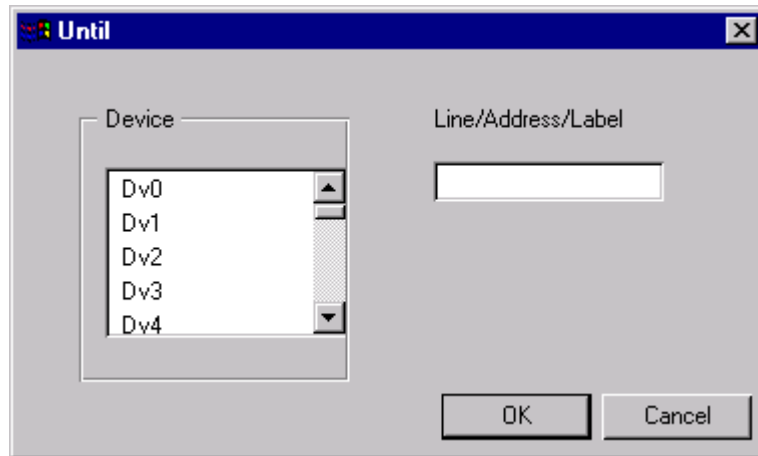 Until
Device
Line/Address/Label
Dv0
Dv1
Dv2
Dv3
Dv4
OK
Cancel